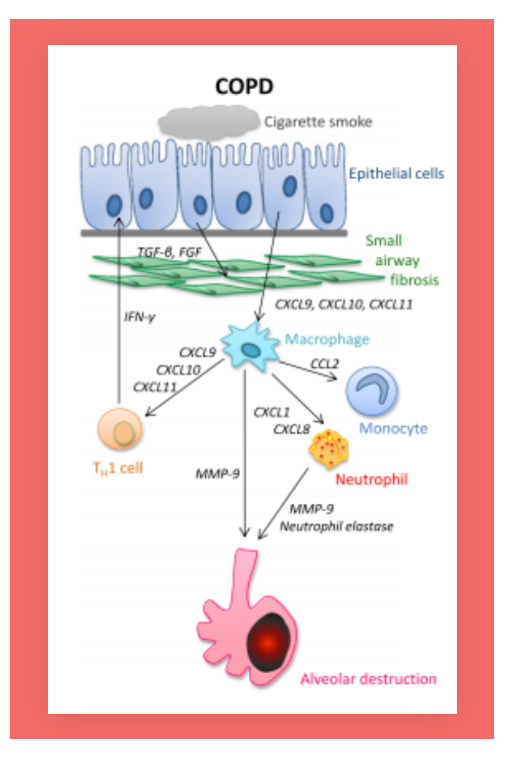 COPD
Cigarette smoke
Epithelial cells
TGF-β, FGF
Small
airway
fibrosis
CXCL9, CXCL10, CXCL11
IFN-γ
Macrophage
CXCL9
CXCL10
CXCL11
CCL2
CXCL1
CXCL8
Monocyte
TH1 cell
MMP-9
Neutrophil
MMP-9
Neutrophil elastase
Alveolar destruction